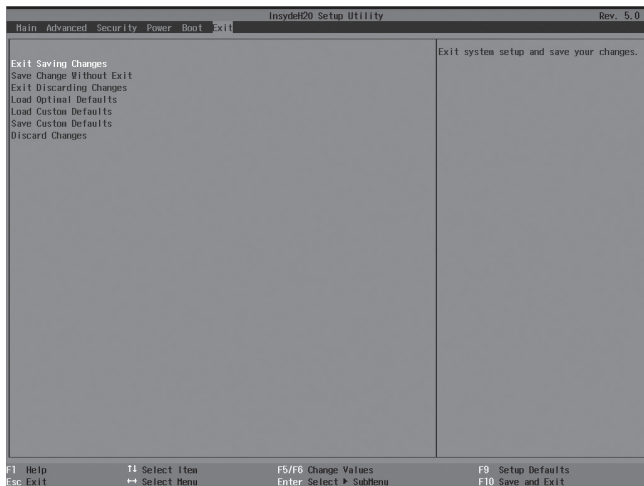 InsydeH2O Setup Utility Rev. 5.0
Main Advanced Security Power Boot Exit
Exit Saving Changes
Save Change Without Exit
Exit Discarding Changes
Load Optimal Defaults
Load Custom Defaults
Save Custom Defaults
Discard Changes
Exit system setup and save your changes.
F1 Help ↑↓ Select Item F5/F6 Change Values F9 Setup Defaults
Esc Exit ↔ Select Menu Enter Select ▶ SubMenu F10 Save and Exit